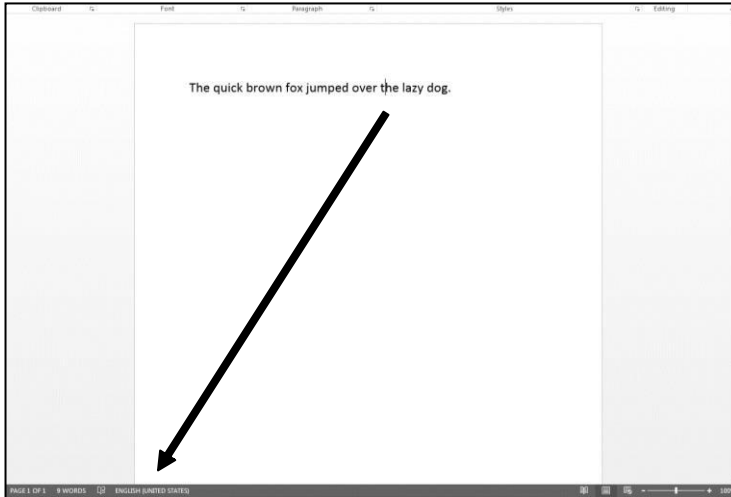 Clipboard Font Paragraph Styles Editing
The quick brown fox jumped over the lazy dog.
PAGE 1 OF 1 9 WORDS ENGLISH (UNITED STATES) 100%